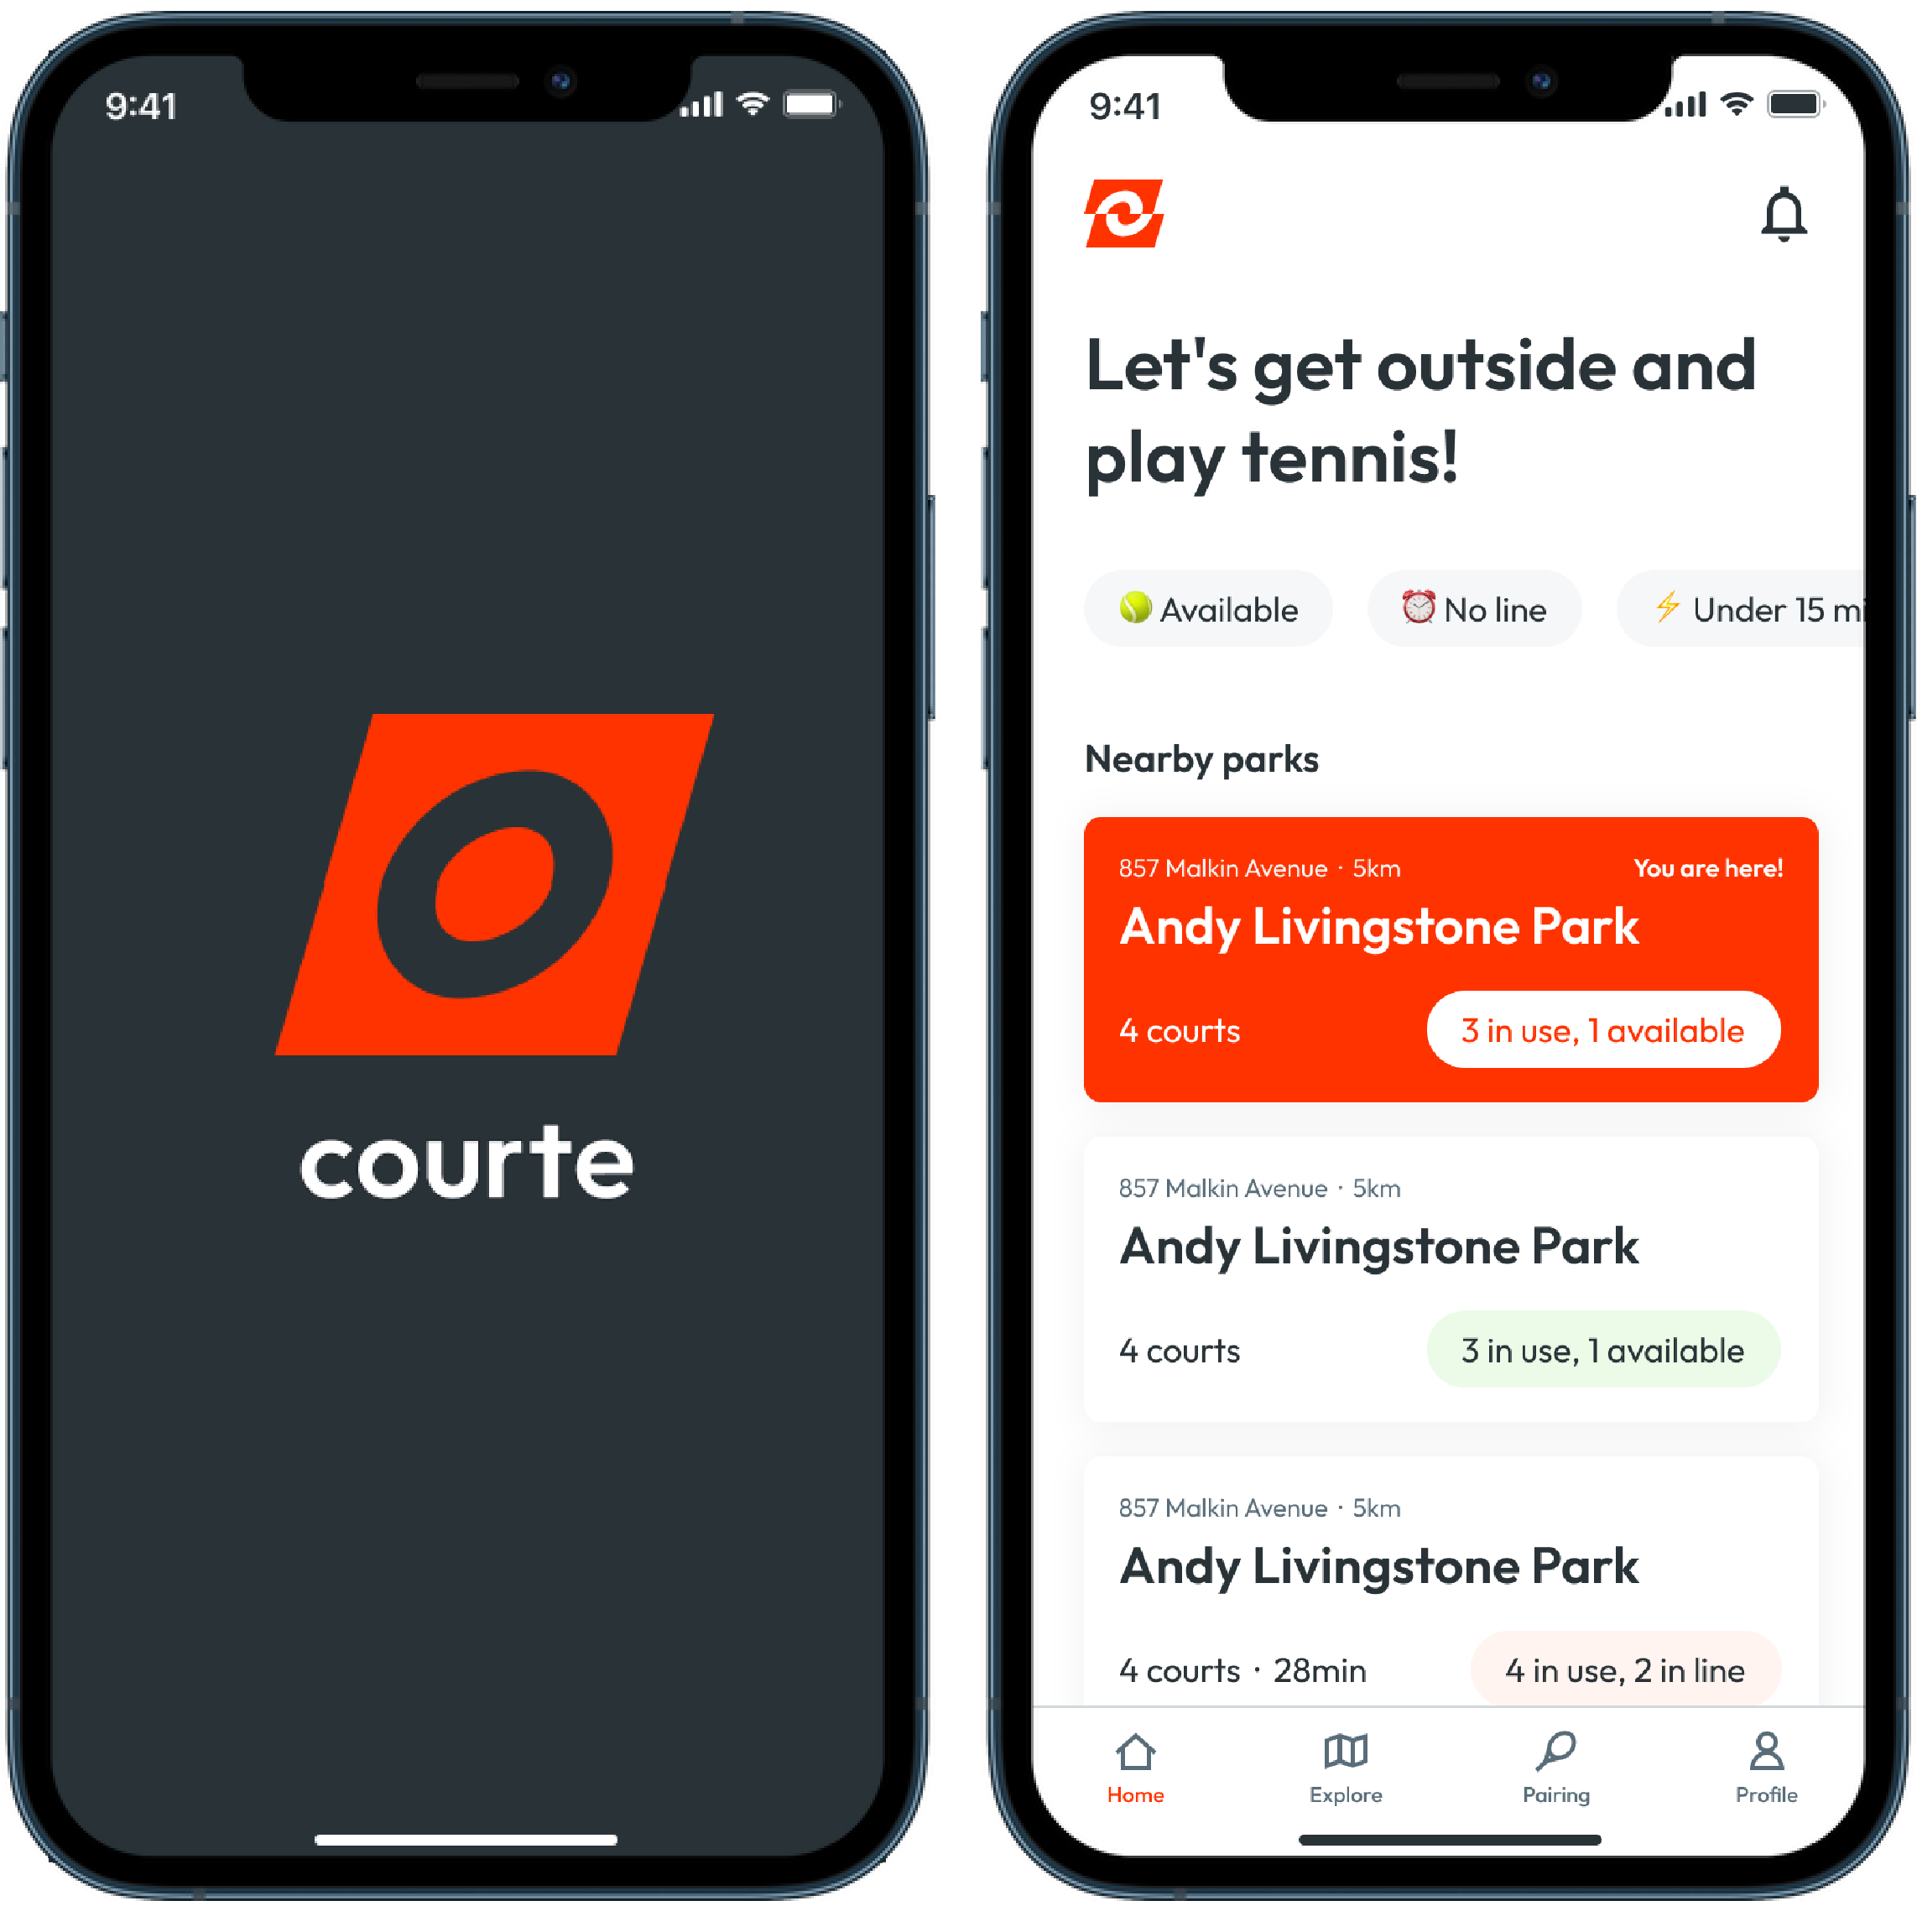 9:41
courte
9:41
Let's get outside and
play tennis!
Available
No line
Under 15 mi
Nearby parks
857 Malkin Avenue · 5km
You are here!
Andy Livingstone Park
4 courts
3 in use, 1 available
857 Malkin Avenue · 5km
Andy Livingstone Park
4 courts
3 in use, 1 available
857 Malkin Avenue · 5km
Andy Livingstone Park
4 courts · 28min
4 in use, 2 in line
Home
Explore
Pairing
Profile